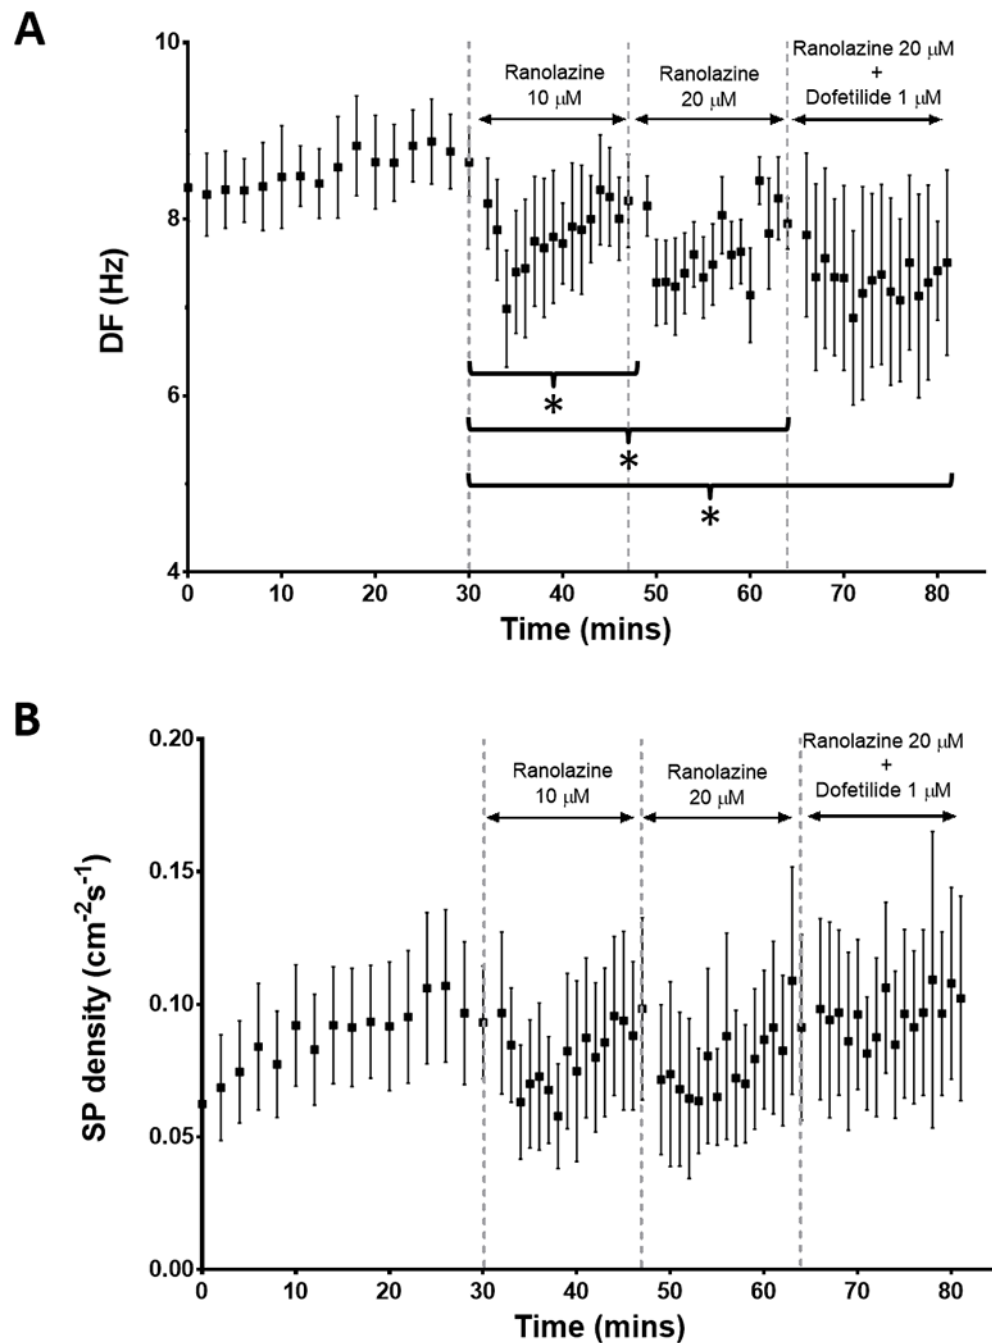 A
10
8
6
4
DF (Hz)
Ranolazine
10 μM
Ranolazine
20 μM
Ranolazine 20 μM
+
Dofetilide 1 μM
*
*
*
0 10 20 30 40 50 60 70 80
Time (mins)
B
0.20
0.15
0.10
0.05
0.00
SP density (cm⁻²s⁻¹)
Ranolazine
10 μM
Ranolazine
20 μM
Ranolazine 20 μM
+
Dofetilide 1 μM
0 10 20 30 40 50 60 70 80
Time (mins)